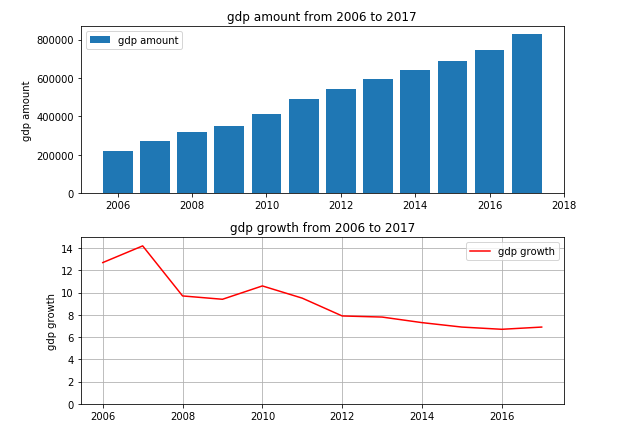 gdp amount from 2006 to 2017
800000
600000
400000
200000
0
gdp amount
gdp amount
2006 2008 2010 2012 2014 2016 2018
gdp growth from 2006 to 2017
14
12
10
8
6
4
2
0
gdp growth
gdp growth
2006 2008 2010 2012 2014 2016